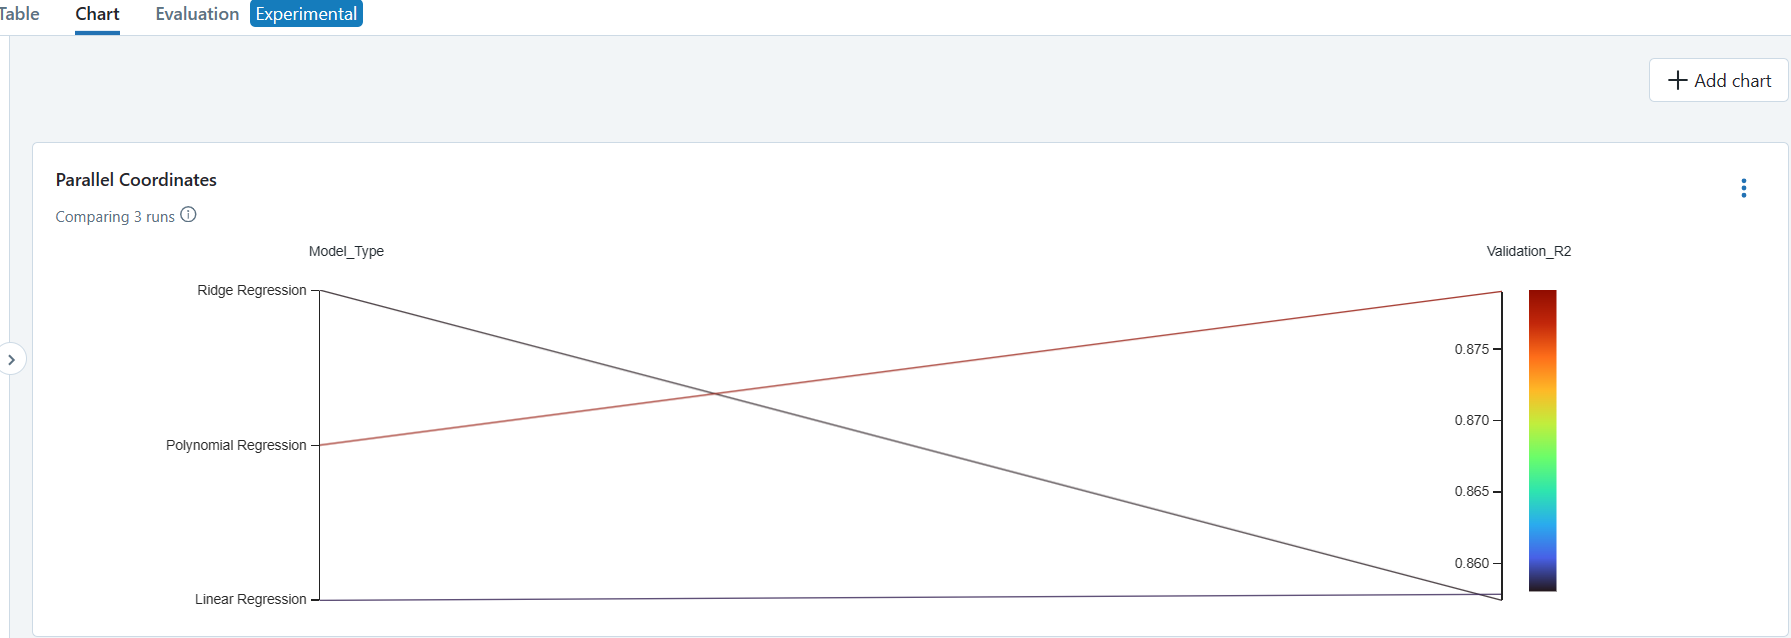 Table Chart Evaluation Experimental
Add chart
Parallel Coordinates
Comparing 3 runs
Model_Type Validation_R2
Ridge Regression
0.875
0.870
Polynomial Regression
0.865
0.860
Linear Regression